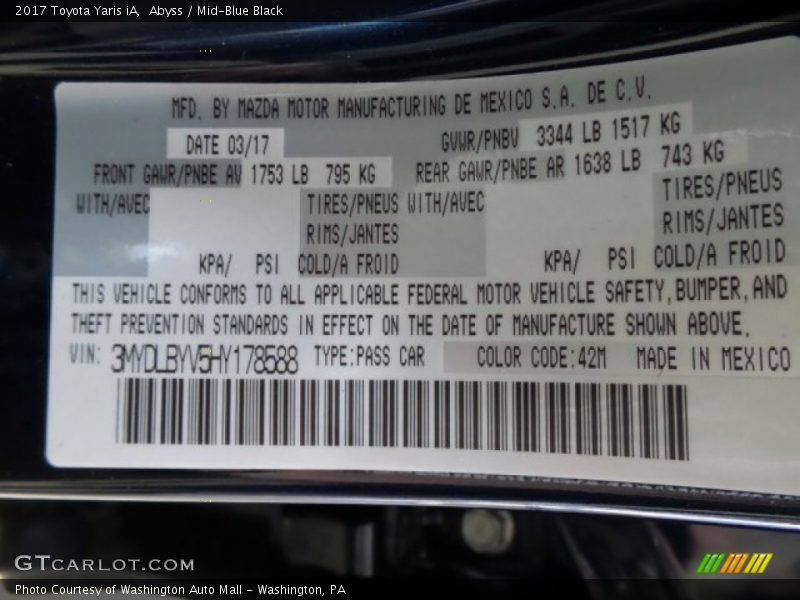 2017 Toyota Yaris iA, Abyss / Mid-Blue Black
MFD. BY MAZDA MOTOR MANUFACTURING DE MEXICO S.A. DE C.V.
DATE 03/17 GVWR/PNBV 3344 LB 1517 KG
FRONT GAWR/PNBE AV 1753 LB 795 KG REAR GAWR/PNBE AR 1638 LB 743 KG
WITH/AVEC TIRES/PNEUS WITH/AVEC TIRES/PNEUS
RIMS/JANTES RIMS/JANTES
KPA/ PSI COLD/A FROID KPA/ PSI COLD/A FROID
THIS VEHICLE CONFORMS TO ALL APPLICABLE FEDERAL MOTOR VEHICLE SAFETY, BUMPER, AND
THEFT PREVENTION STANDARDS IN EFFECT ON THE DATE OF MANUFACTURE SHOWN ABOVE.
VIN: 3MYDLBYV5HY178588 TYPE:PASS CAR COLOR CODE:42M MADE IN MEXICO
GTCARLOT.COM
Photo Courtesy of Washington Auto Mall - Washington, PA